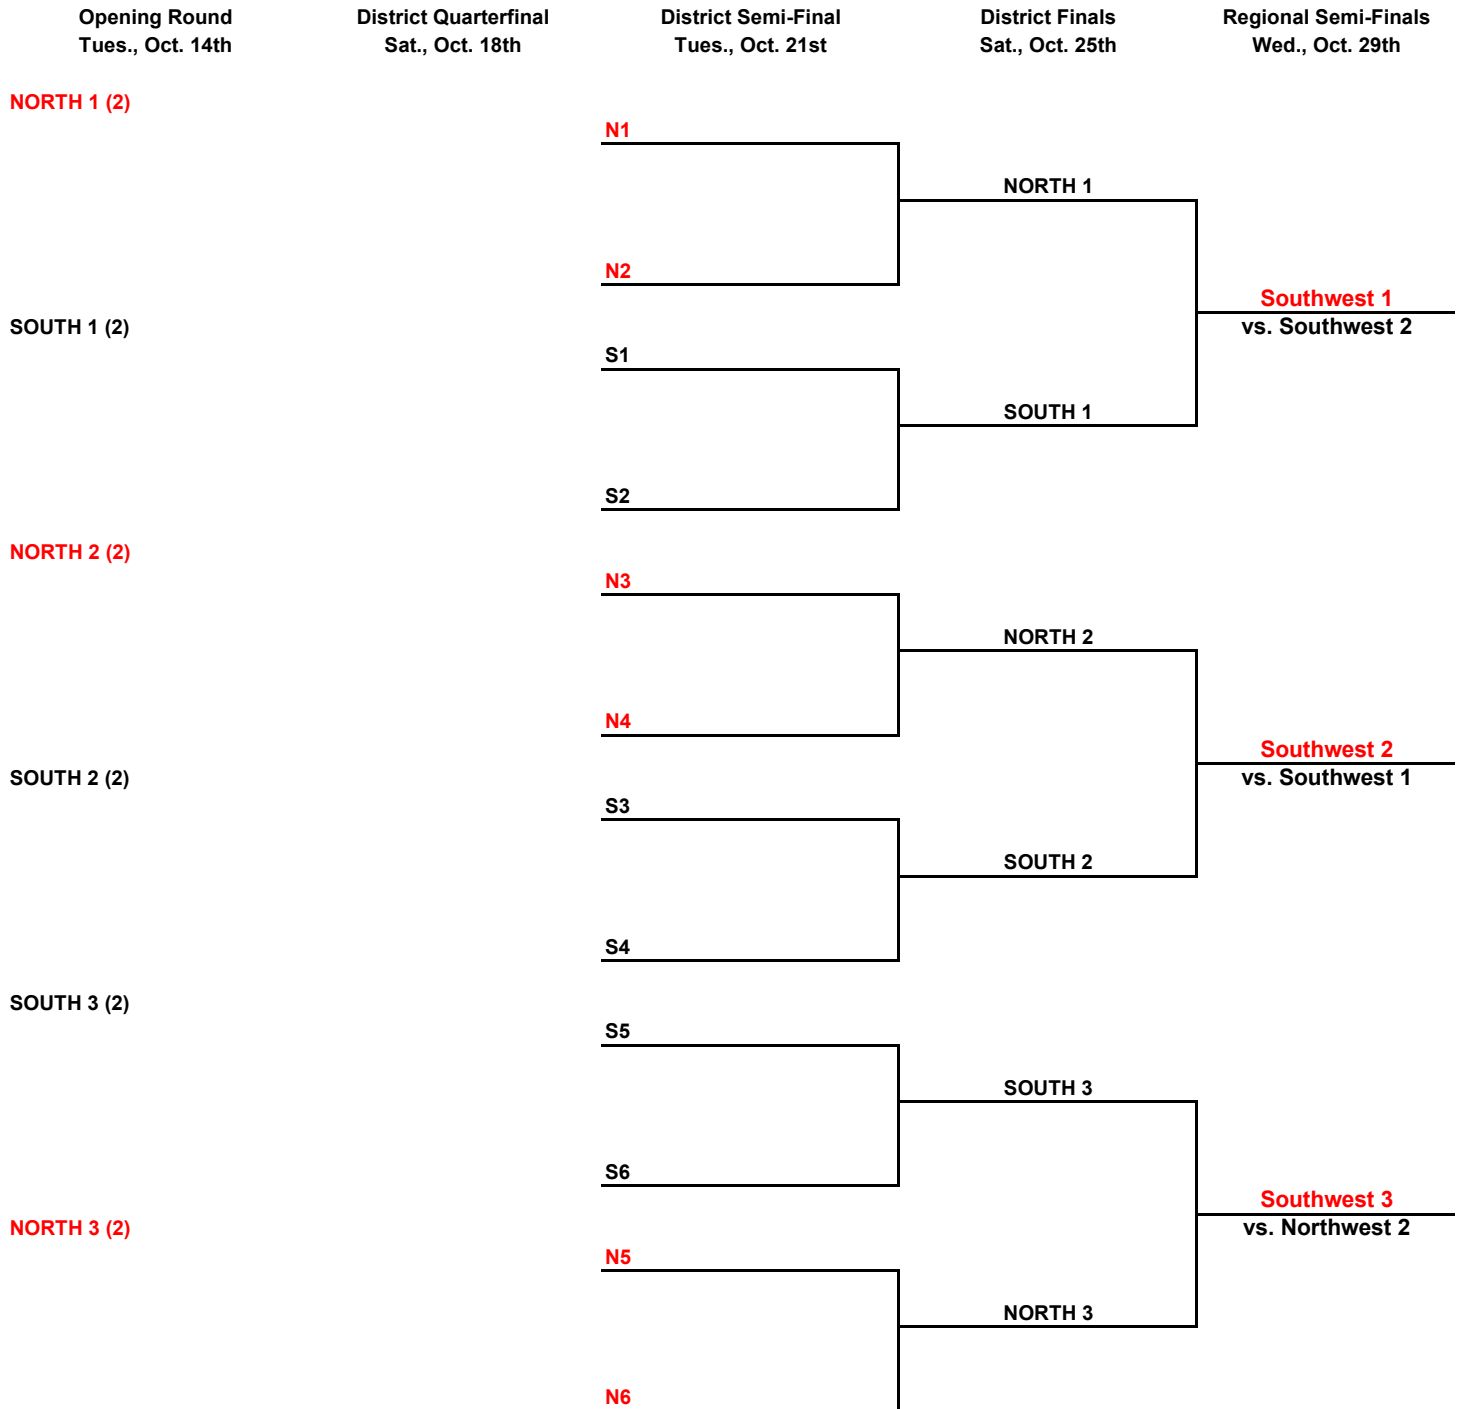 Opening Round
Tues., Oct. 14th
District Quarterfinal
Sat., Oct. 18th
District Semi-Final
Tues., Oct. 21st
District Finals
Sat., Oct. 25th
Regional Semi-Finals
Wed., Oct. 29th
NORTH 1 (2)
N1
NORTH 1
N2
Southwest 1
vs. Southwest 2
SOUTH 1 (2)
S1
SOUTH 1
S2
NORTH 2 (2)
N3
NORTH 2
N4
Southwest 2
vs. Southwest 1
SOUTH 2 (2)
S3
SOUTH 2
S4
SOUTH 3 (2)
S5
SOUTH 3
S6
Southwest 3
vs. Northwest 2
NORTH 3 (2)
N5
NORTH 3
N6